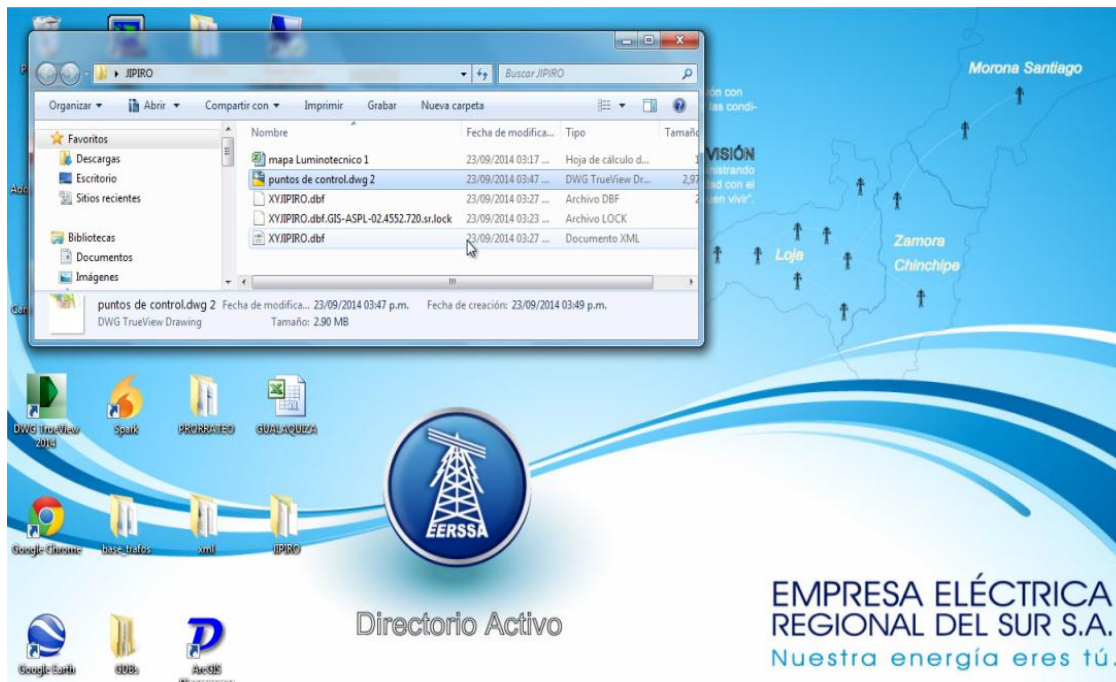 JIPIRO
Buscar JIPIRO
Organizar
Abrir
Compartir con
Imprimir
Grabar
Nueva carpeta
Favoritos
Descargas
Escritorio
Sitios recientes
Bibliotecas
Documentos
Imágenes
Nombre Fecha de modifica... Tipo Tamaño
mapa Luminotecnico 1 23/09/2014 03:17 ... Hoja de cálculo d...
puntos de control.dwg 2 23/09/2014 03:47 ... DWG TrueView Dr... 2,97
XYJIPIRO.dbf 23/09/2014 03:27 ... Archivo DBF 2
XYJIPIRO.dbf.GIS-ASPL-02.4552.720.sr.lock 23/09/2014 03:23 ... Archivo LOCK
XYJIPIRO.dbf 23/09/2014 03:27 ... Documento XML
puntos de control.dwg 2 Fecha de modifica... 23/09/2014 03:47 p.m. Fecha de creación: 23/09/2014 03:49 p.m.
DWG TrueView Drawing Tamaño: 2.90 MB
VISIÓN
Morona Santiago
Loja
Zamora
Chinchipe
DWG TrueView
2014
Spark
PRORRATEO
GUALAQUIZA
Google Chrome
base_trafos
xml
JIPIRO
Google Earth
GDBs
ArcGIS
EERSSA
Directorio Activo
EMPRESA ELÉCTRICA
REGIONAL DEL SUR S.A.
Nuestra energía eres tú.